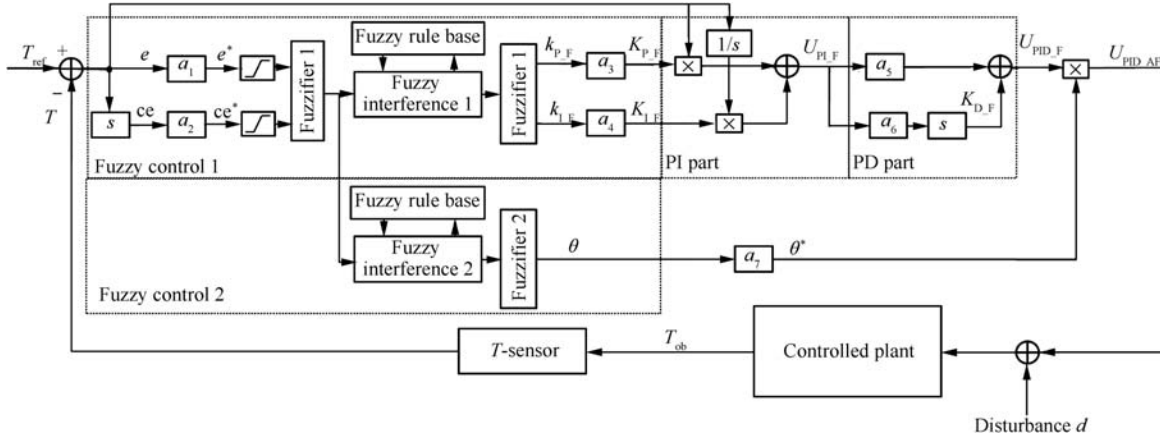 T_ref + e a_1 e* Fuzzifier 1 Fuzzy rule base Fuzzy interference 1 Fuzzifier 1 k_P_F a_3 K_P_F × 1/s U_PI_F a_5 U_PID_F × U_PID_AF
− T s ce a_2 ce* k_I_F a_4 K_I_F × a_6 s K_D_F
Fuzzy control 1 PI part PD part
Fuzzy rule base
Fuzzy interference 2 Fuzzifier 2 θ a_7 θ*
Fuzzy control 2
T-sensor T_ob Controlled plant
Disturbance d